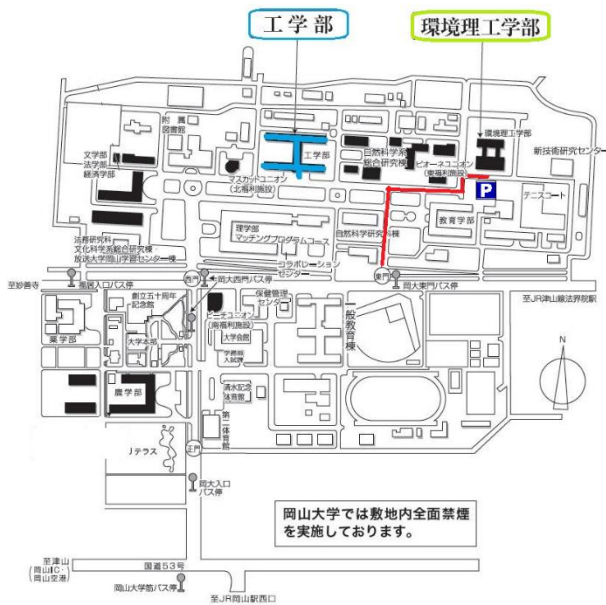 工学部
環境理工学部
附属
図書館
工学部
自然科学系
総合研究棟
環境理工学部
新技術研究センター
文学部
法学部
経済学部
マスカットユニオン
(北福利施設)
ピオーネユニオン
(東福利施設)
P
テニスコート
教育学部
理学部
マッチングプログラムコース
自然科学研究科棟
コラボレーション
センター
法務研究科
文化科学系総合研究棟・
放送大学岡山学習センター棟
至妙善寺
福居入口バス停
西門
岡大西門バス停
東門
岡大東門バス停
至JR津山線法界院駅
創立五十周年
記念館
ピーチユニオン
(南福利施設)
保健管理
センター
大学会館
一般教育棟
薬学部
大学本部
農学部
清水記念
体育館
第二体育館
Jテラス
正門
岡大入口
バス停
N
岡山大学では敷地内全面禁煙
を実施しております。
至津山
(岡山IC・
岡山空港)
国道53号
岡山大学筋バス停
至JR岡山駅西口